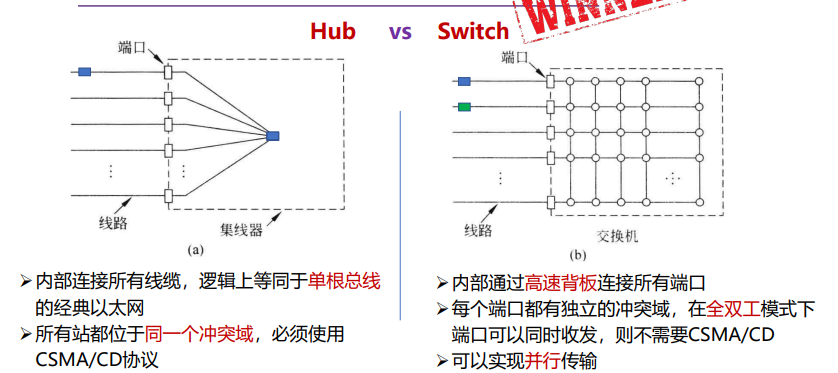 Hub vs Switch
端口
线路
集线器
(a)
端口
线路
交换机
(b)
➢内部连接所有线缆，逻辑上等同于单根总线
的经典以太网
➢所有站都位于同一个冲突域，必须使用
CSMA/CD协议
➢内部通过高速背板连接所有端口
➢每个端口都有独立的冲突域，在全双工模式下
端口可以同时收发，则不需要CSMA/CD
➢可以实现并行传输